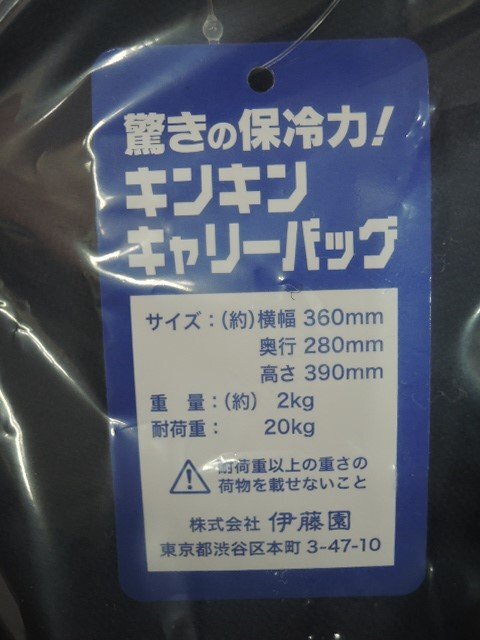 驚きの保冷力!
キンキン
キャリーバッグ
サイズ:(約)横幅 360mm
奥行 280mm
高さ 390mm
重 量:(約) 2kg
耐荷重: 20kg
耐荷重以上の重さの
荷物を載せないこと
株式会社 伊藤園
東京都渋谷区本町 3-47-10